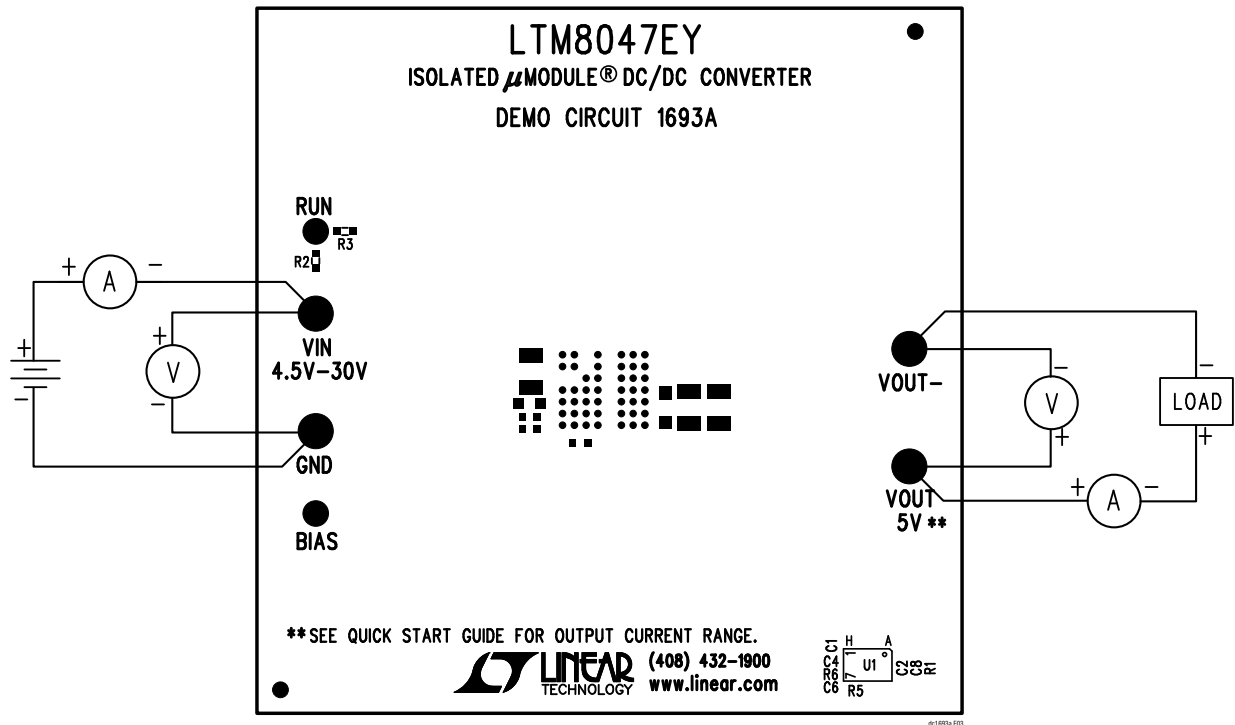 LTM8047EY
ISOLATED µMODULE® DC/DC CONVERTER
DEMO CIRCUIT 1693A
RUN
R3
R2
+ A −
+
−
+
V
−
VIN
4.5V−30V
GND
BIAS
VOUT−
−
V
+
−
LOAD
+
VOUT
5V **
+ A −
**SEE QUICK START GUIDE FOR OUTPUT CURRENT RANGE.
LINEAR
TECHNOLOGY
(408) 432−1900
www.linear.com
C1 H A
C4
R6
C6
1
7
U1
R5
C2
C8
R1
dc1693a F03